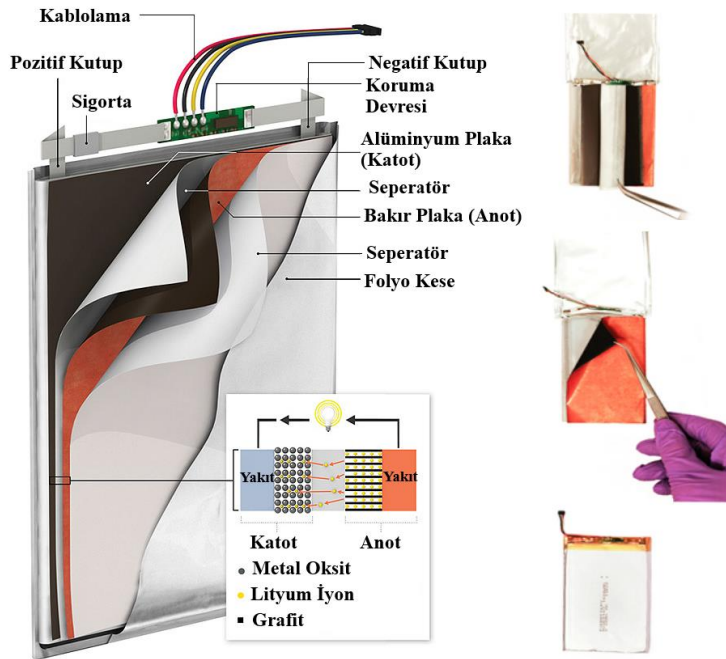 Kablolama
Pozitif Kutup
Negatif Kutup
Sigorta
Koruma
Devresi
Alüminyum Plaka
(Katot)
Seperatör
Bakır Plaka (Anot)
Seperatör
Folyo Kese
Yakıt
Yakıt
Katot
Anot
Metal Oksit
Lityum İyon
Grafit